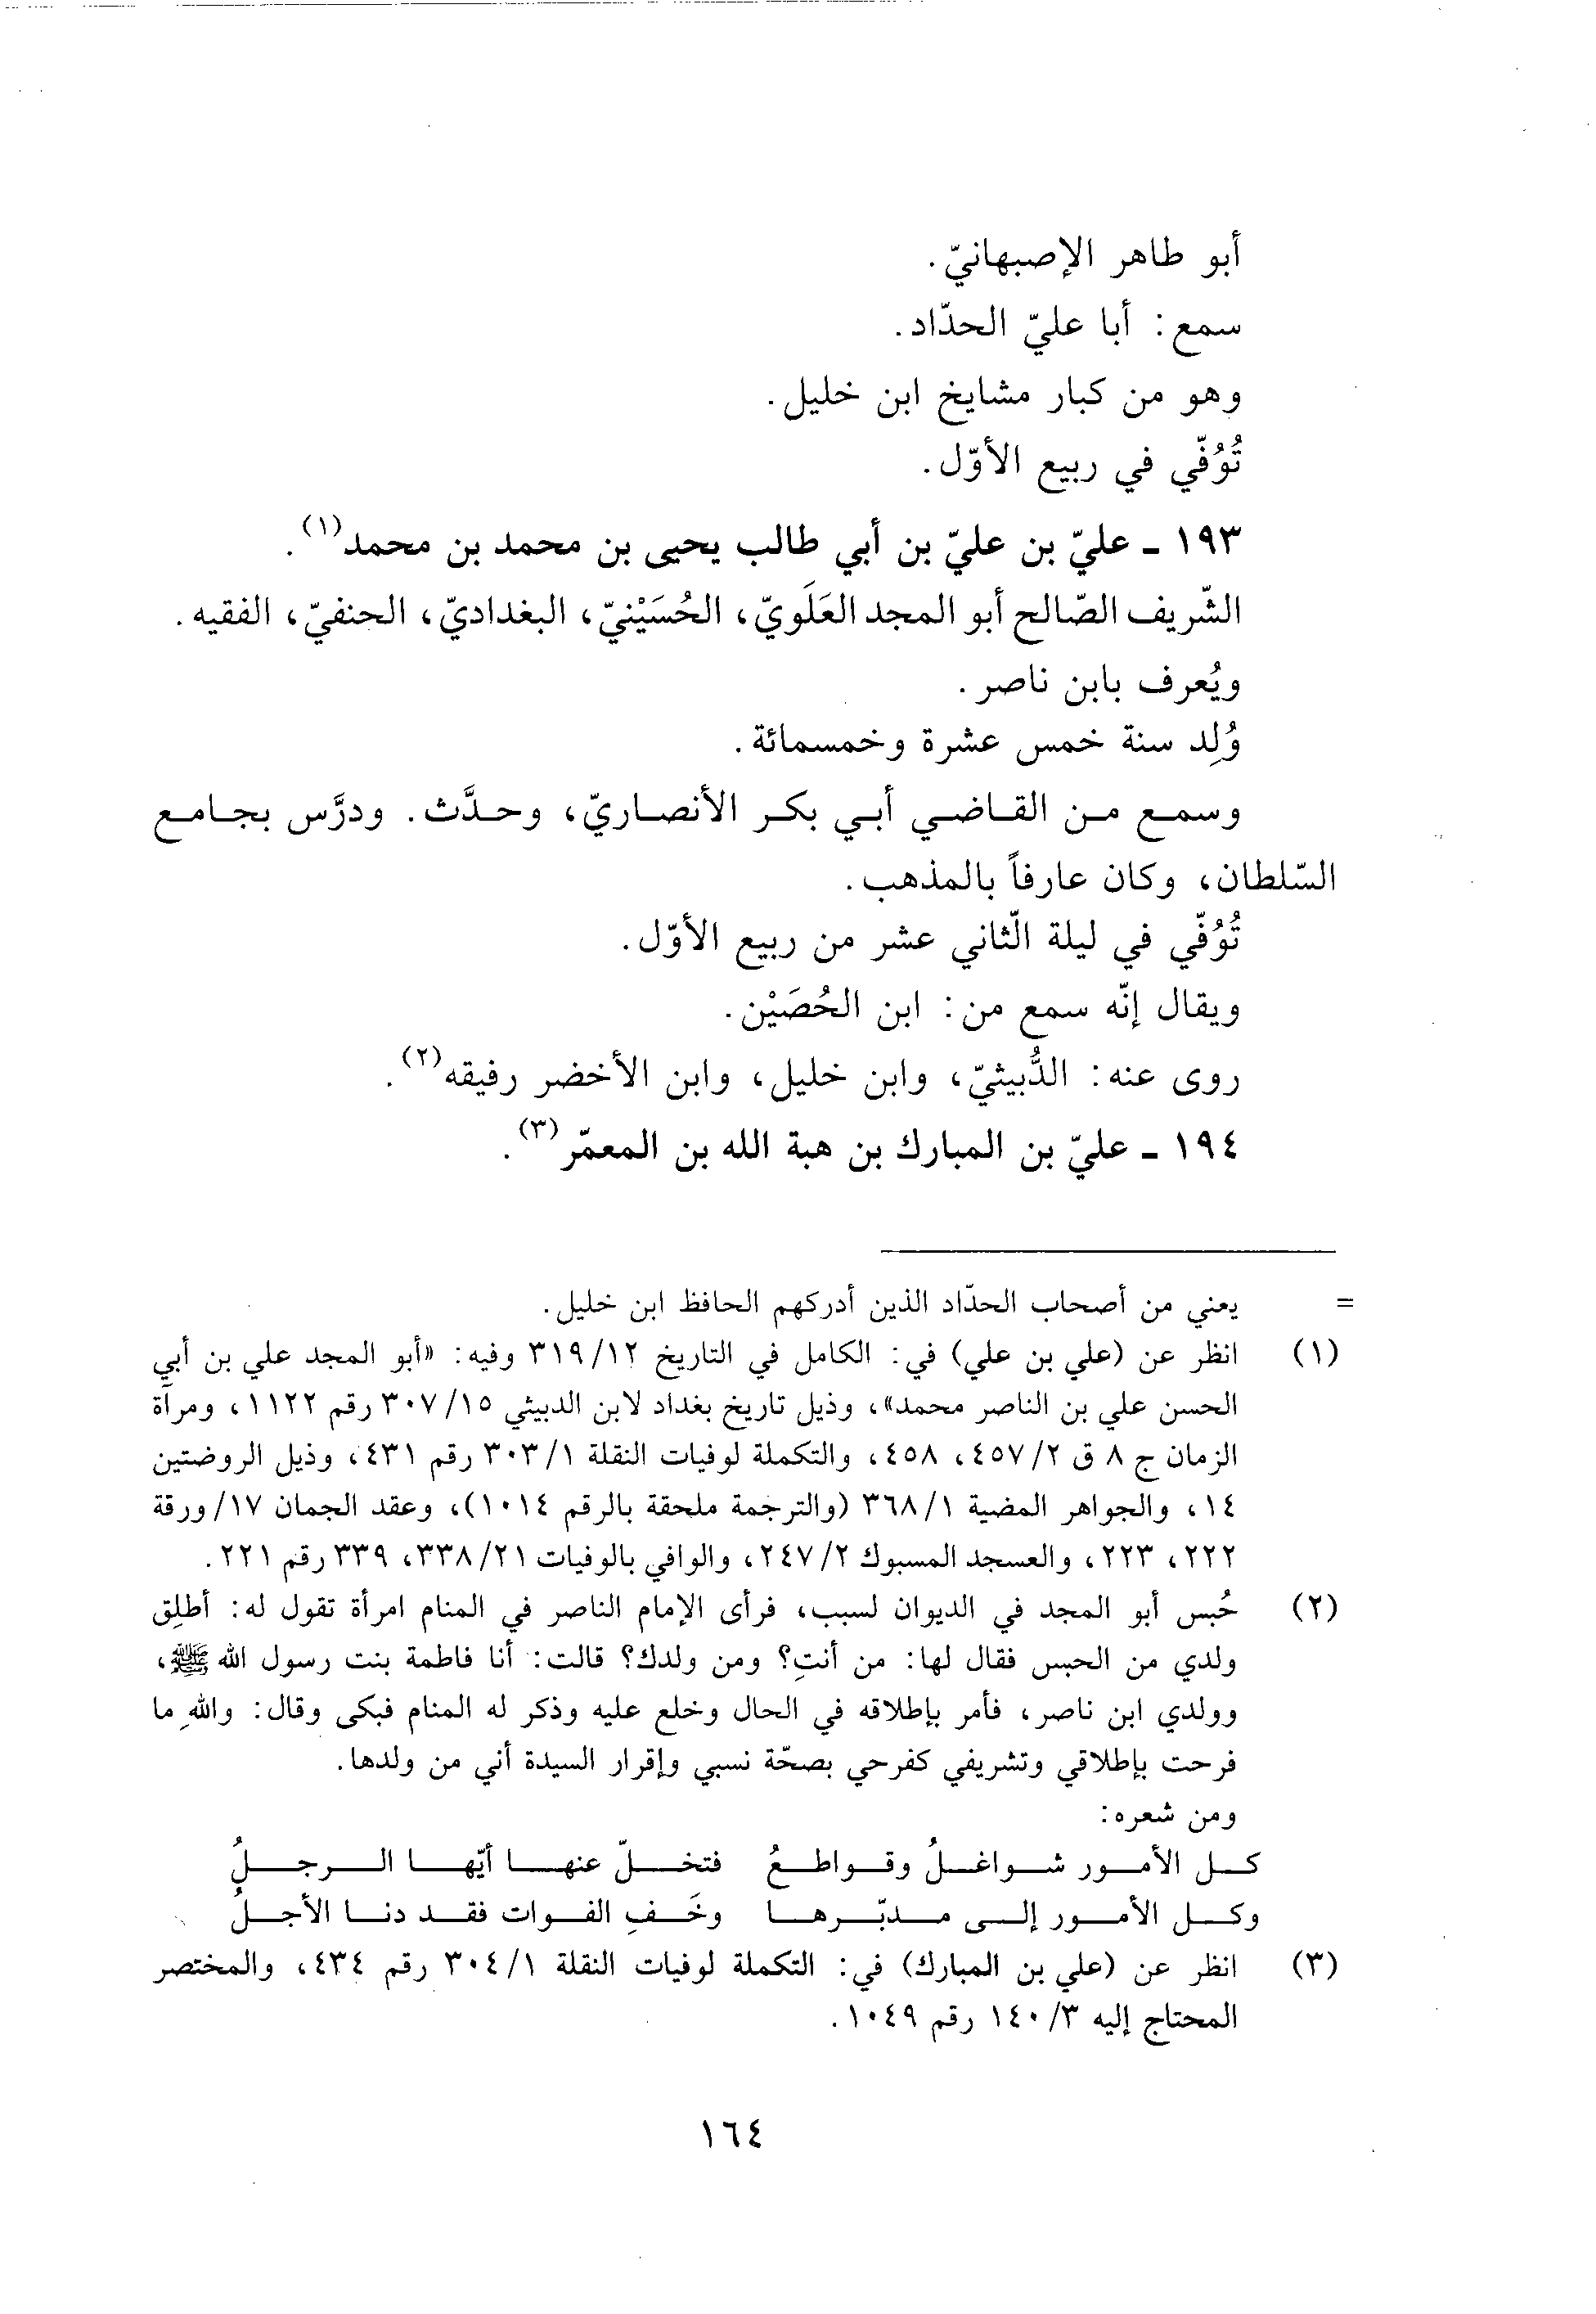 أبو طاهر الإصبهانيّ.
سمع: أبا عليّ الحدّاد.
وهو من كبار مشايخ ابن خليل.
تُوُفّي في ربيع الأوّل.
١٩٣ ـ عليّ بن عليّ بن أبي طالب يحيى بن محمد بن محمد(١).
الشّريف الصّالح أبو المجد العَلَويّ، الحُسَيْنيّ، البغداديّ، الحنفيّ، الفقيه.
ويُعرف بابن ناصر.
وُلِد سنة خمس عشرة وخمسمائة.
وسمع من القاضي أبي بكر الأنصاريّ، وحدَّث. ودرَّس بجامع
السّلطان، وكان عارفاً بالمذهب.
تُوُفّي في ليلة الّثاني عشر من ربيع الأوّل.
ويقال إنّه سمع من: ابن الحُصَيْن.
روى عنه: الدُّبيثيّ، وابن خليل، وابن الأخضر رفيقه(٢).
١٩٤ ـ عليّ بن المبارك بن هبة الله بن المعمّر(٣).
= يعني من أصحاب الحدّاد الذين أدركهم الحافظ ابن خليل.
(١) انظر عن (علي بن علي) في: الكامل في التاريخ ٣١٩/١٢ وفيه: «أبو المجد علي بن أبي
الحسن علي بن الناصر محمد»، وذيل تاريخ بغداد لابن الدبيثي ٣٠٧/١٥ رقم ١١٢٢، ومرآة
الزمان ج ٨ ق ٤٥٧/٢، ٤٥٨، والتكملة لوفيات النقلة ٣٠٣/١ رقم ٤٣١، وذيل الروضتين
١٤، والجواهر المضية ٣٦٨/١ (والترجمة ملحقة بالرقم ١٠١٤)، وعقد الجمان ١٧/ورقة
٢٢٢، ٢٢٣، والعسجد المسبوك ٢٤٧/٢، والوافي بالوفيات ٣٣٨/٢١، ٣٣٩ رقم ٢٢١.
(٢) حُبس أبو المجد في الديوان لسبب، فرأى الإمام الناصر في المنام امرأة تقول له: أطلِق
ولدي من الحبس فقال لها: من أنتِ؟ ومن ولدك؟ قالت: أنا فاطمة بنت رسول الله ﷺ،
وولدي ابن ناصر، فأمر بإطلاقه في الحال وخلع عليه وذكر له المنام فبكى وقال: واللهِ ما
فرحت بإطلاقي وتشريفي كفرحي بصحّة نسبي وإقرار السيدة أني من ولدها.
ومن شعره:
كل الأمور شواغلُ وقواطعُ فتخلّ عنها أيّها الرجلُ
وكل الأمور إلى مدبّرها وخَفِ الفوات فقد دنا الأجلُ
(٣) انظر عن (علي بن المبارك) في: التكملة لوفيات النقلة ٣٠٤/١ رقم ٤٣٤، والمختصر
المحتاج إليه ١٤٠/٣ رقم ١٠٤٩.
١٦٤